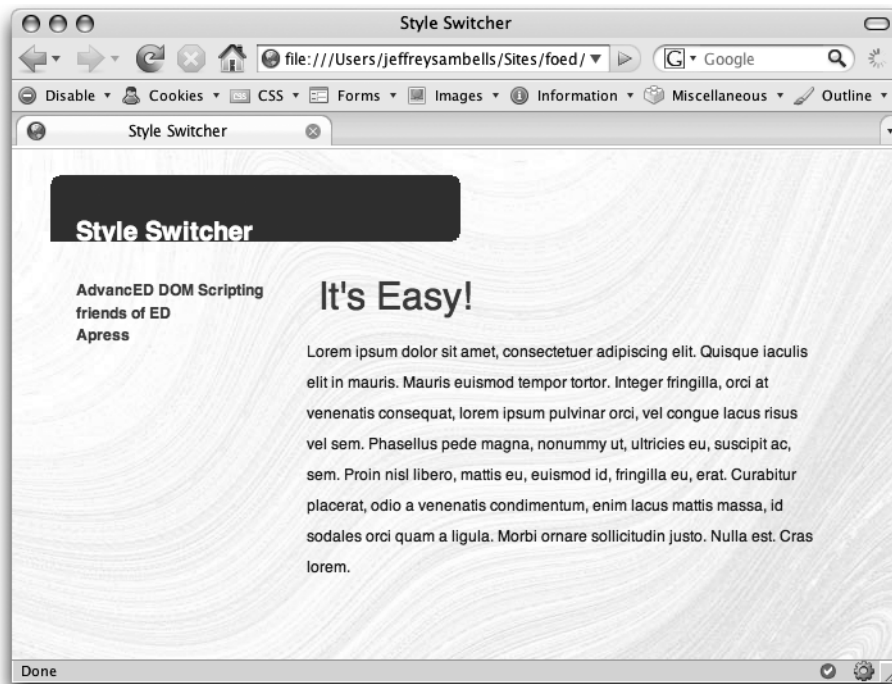 Style Switcher
file:///Users/jeffreysambells/Sites/foed/
G Google
Disable Cookies CSS Forms Images Information Miscellaneous Outline
Style Switcher
Style Switcher
AdvancED DOM Scripting
friends of ED
Apress
It's Easy!
Lorem ipsum dolor sit amet, consectetuer adipiscing elit. Quisque iaculis
elit in mauris. Mauris euismod tempor tortor. Integer fringilla, orci at
venenatis consequat, lorem ipsum pulvinar orci, vel congue lacus risus
vel sem. Phasellus pede magna, nonummy ut, ultricies eu, suscipit ac,
sem. Proin nisl libero, mattis eu, euismod id, fringilla eu, erat. Curabitur
placerat, odio a venenatis condimentum, enim lacus mattis massa, id
sodales orci quam a ligula. Morbi ornare sollicitudin justo. Nulla est. Cras
lorem.
Done